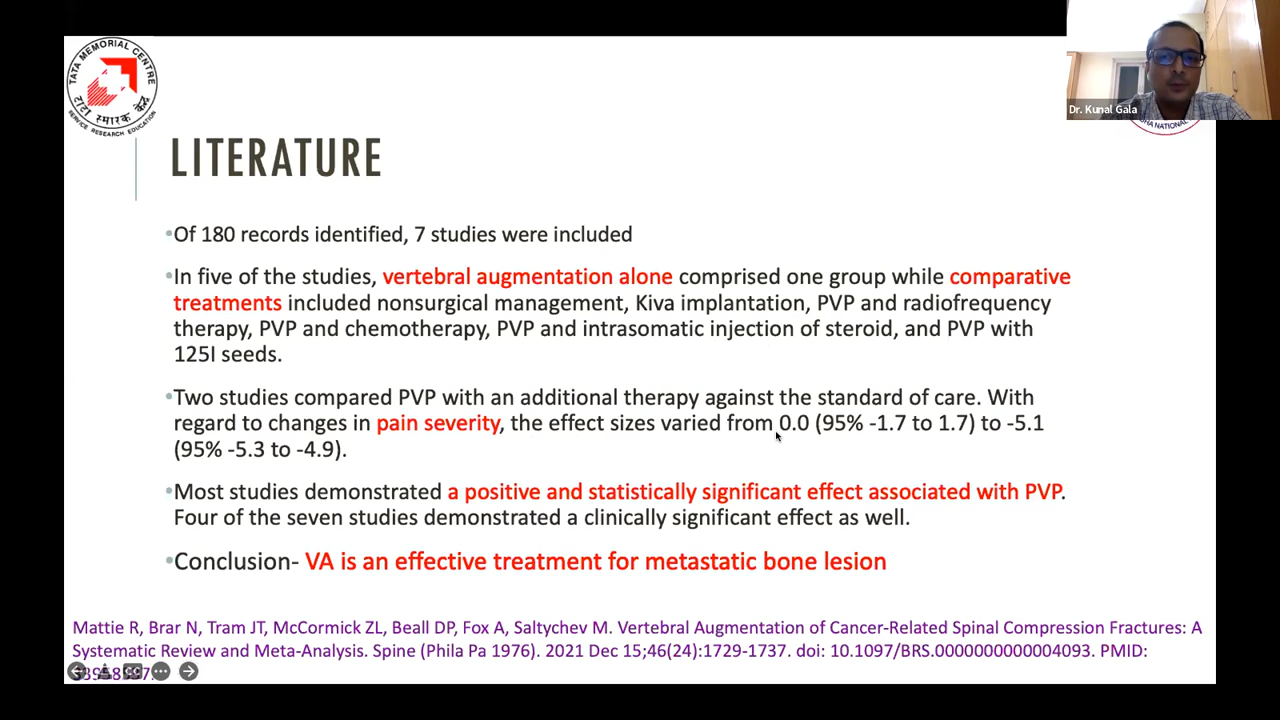 TATA MEMORIAL CENTRE
टाटा स्मारक केंद्र
SERVICE RESEARCH EDUCATION
Dr. Kunal Gala
LITERATURE
•Of 180 records identified, 7 studies were included
•In five of the studies, vertebral augmentation alone comprised one group while comparative
treatments included nonsurgical management, Kiva implantation, PVP and radiofrequency
therapy, PVP and chemotherapy, PVP and intrasomatic injection of steroid, and PVP with
125I seeds.
•Two studies compared PVP with an additional therapy against the standard of care. With
regard to changes in pain severity, the effect sizes varied from 0.0 (95% -1.7 to 1.7) to -5.1
(95% -5.3 to -4.9).
•Most studies demonstrated a positive and statistically significant effect associated with PVP.
Four of the seven studies demonstrated a clinically significant effect as well.
•Conclusion- VA is an effective treatment for metastatic bone lesion
Mattie R, Brar N, Tram JT, McCormick ZL, Beall DP, Fox A, Saltychev M. Vertebral Augmentation of Cancer-Related Spinal Compression Fractures: A
Systematic Review and Meta-Analysis. Spine (Phila Pa 1976). 2021 Dec 15;46(24):1729-1737. doi: 10.1097/BRS.0000000000004093. PMID: